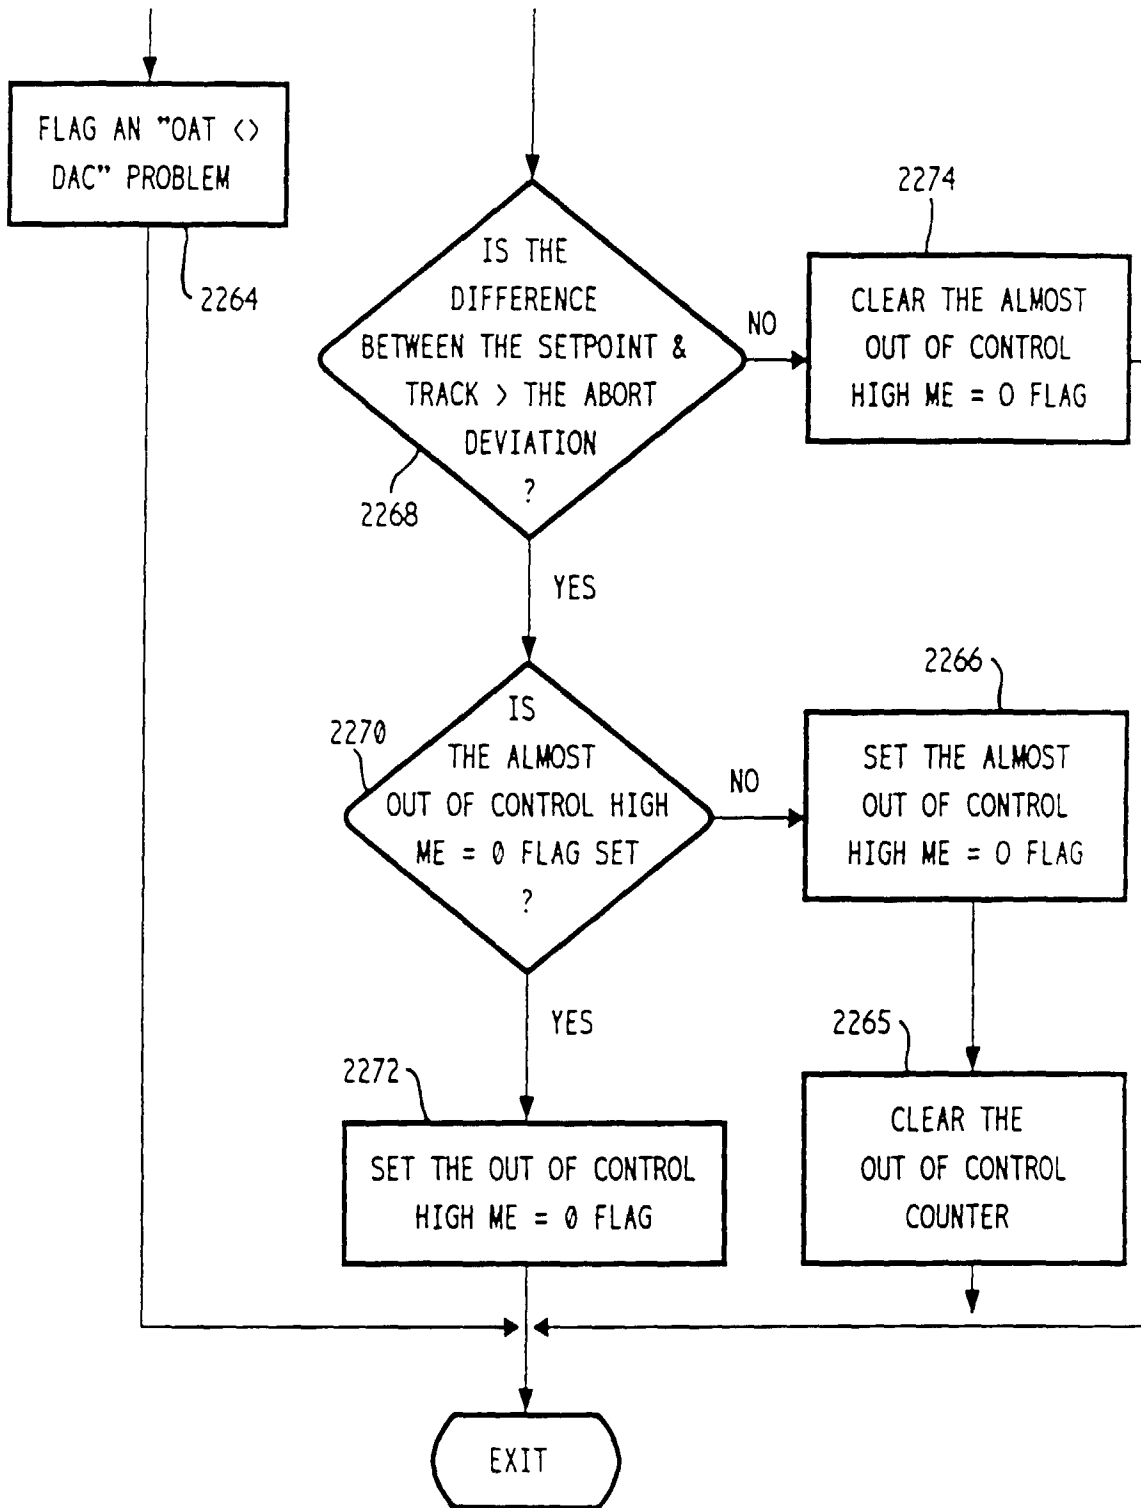 FLAG AN "OAT <>
DAC" PROBLEM
2264
IS THE
DIFFERENCE
BETWEEN THE SETPOINT &
TRACK > THE ABORT
DEVIATION
?
2268
NO
2274
CLEAR THE ALMOST
OUT OF CONTROL
HIGH ME = O FLAG
YES
2270
IS
THE ALMOST
OUT OF CONTROL HIGH
ME = 0 FLAG SET
?
NO
2266
SET THE ALMOST
OUT OF CONTROL
HIGH ME = O FLAG
YES
2272
SET THE OUT OF CONTROL
HIGH ME = 0 FLAG
2265
CLEAR THE
OUT OF CONTROL
COUNTER
EXIT